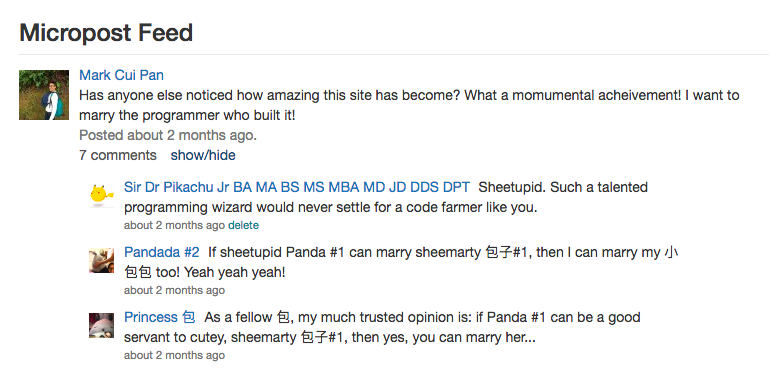 Micropost Feed
Mark Cui Pan
Has anyone else noticed how amazing this site has become? What a momumental acheivement! I want to
marry the programmer who built it!
Posted about 2 months ago.
7 comments show/hide
Sir Dr Pikachu Jr BA MA BS MS MBA MD JD DDS DPT Sheetupid. Such a talented
programming wizard would never settle for a code farmer like you.
about 2 months ago delete
Pandada #2 If sheetupid Panda #1 can marry sheemarty 包子#1, then I can marry my 小
包包 too! Yeah yeah yeah!
about 2 months ago
Princess 包 As a fellow 包, my much trusted opinion is: if Panda #1 can be a good
servant to cutey, sheemarty 包子#1, then yes, you can marry her...
about 2 months ago